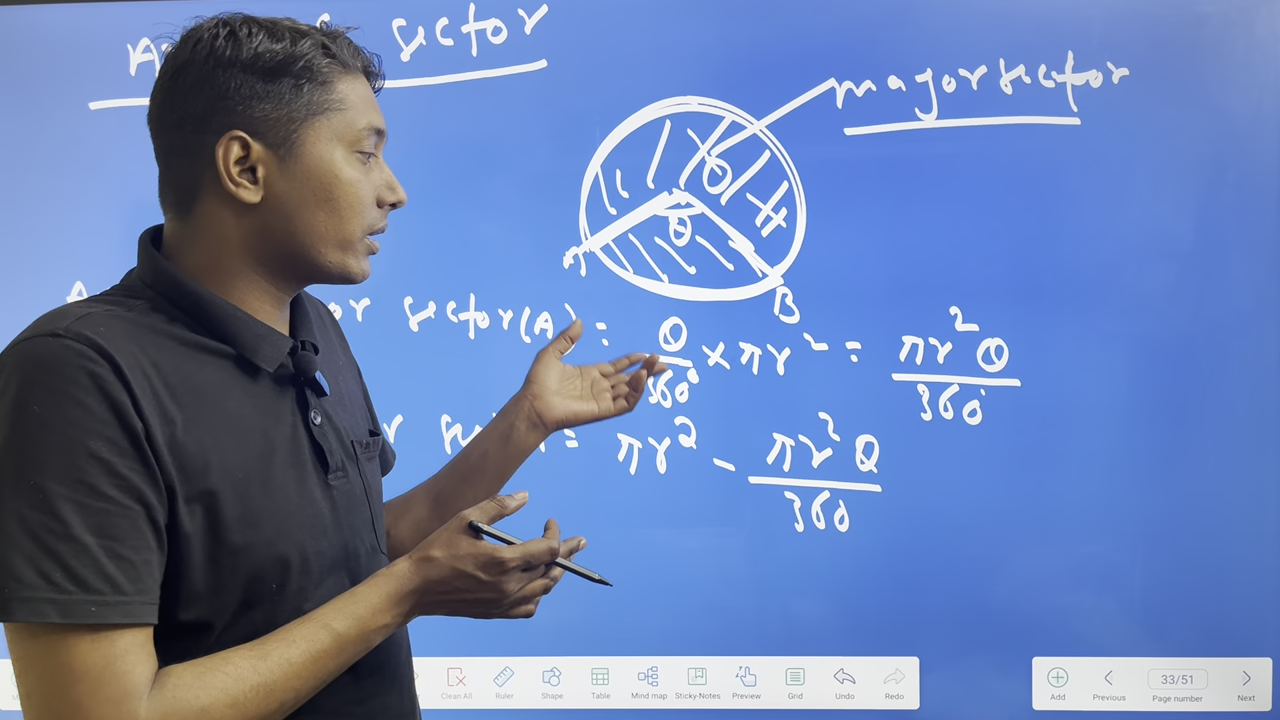 sector
major sector
O
θ
B
or sector(A) = θ/360° × πr² = πr²θ/360°
r = πr² - πr²θ/360
Clean All Ruler Shape Table Mind map Sticky-Notes Preview Grid Undo Redo
Add Previous 33/51 Page number Next